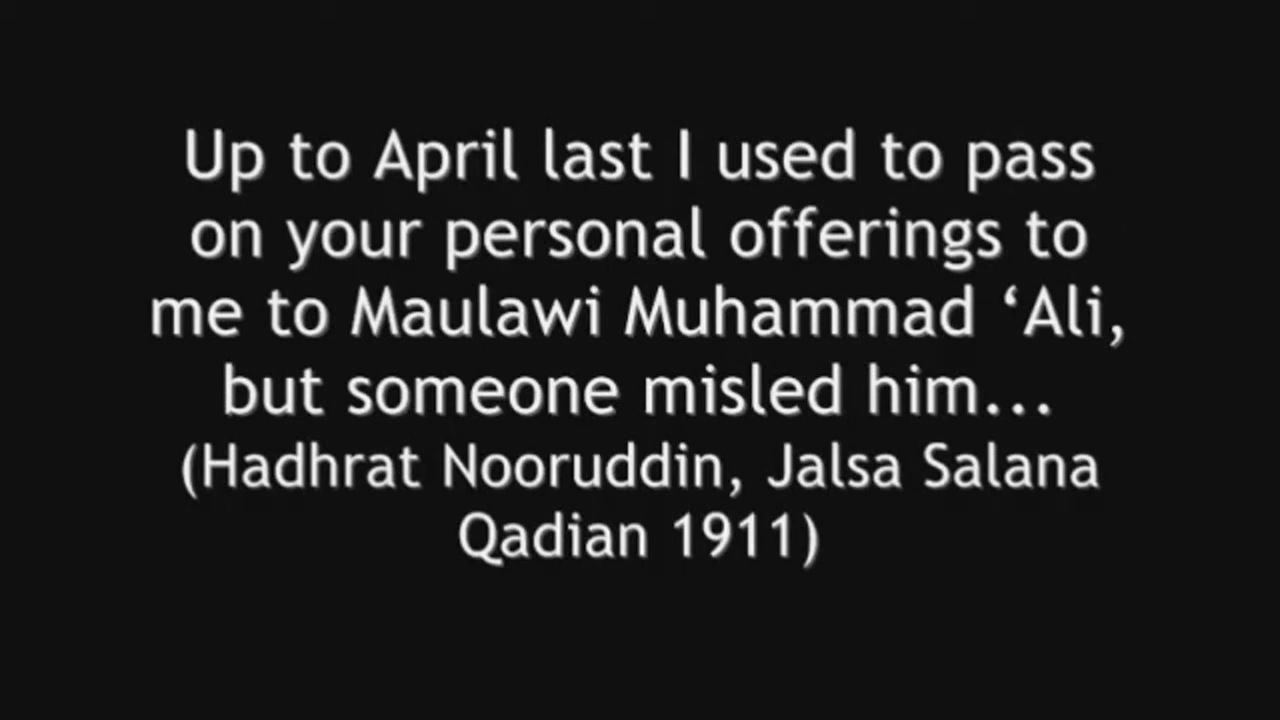 Up to April last I used to pass
on your personal offerings to
me to Maulawi Muhammad ‘Ali,
but someone misled him...
(Hadhrat Nooruddin, Jalsa Salana
Qadian 1911)